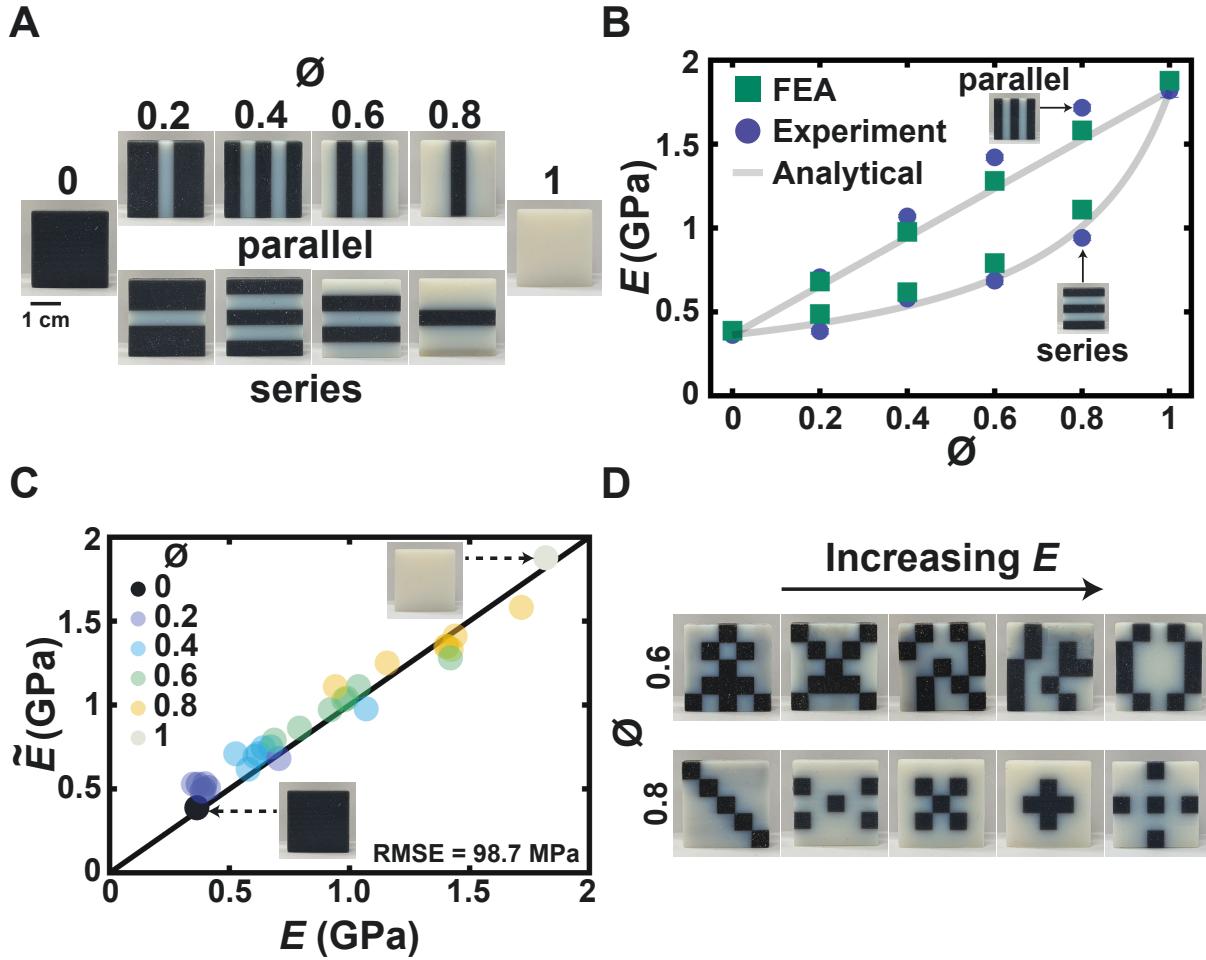 A
Ø
0.2 0.4 0.6 0.8
0 1
parallel
1 cm
series
B
2
1.5
1
0.5
0
E (GPa)
FEA
Experiment
Analytical
parallel
series
0 0.2 0.4 0.6 0.8 1
Ø
C
2
1.5
1.0
0.5
0
Ẽ (GPa)
Ø
0
0.2
0.4
0.6
0.8
1
RMSE = 98.7 MPa
0 0.5 1.0 1.5 2
E (GPa)
D
Increasing E
0.6
Ø
0.8